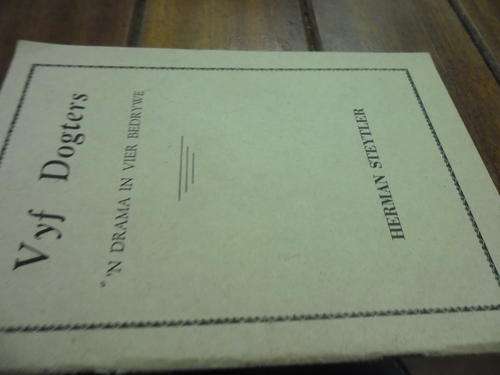 Vyf Dogters
'N DRAMA IN VIER BEDRYWE
HERMAN STEYTLER